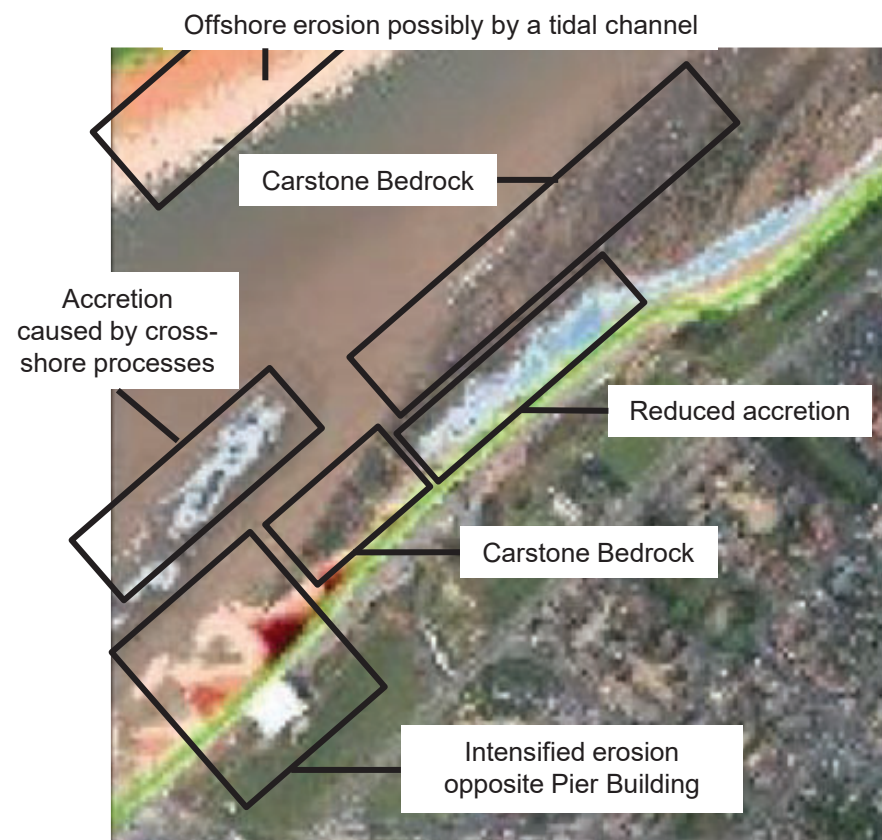 Offshore erosion possibly by a tidal channel
Carstone Bedrock
Accretion
caused by cross-
shore processes
Reduced accretion
Carstone Bedrock
Intensified erosion
opposite Pier Building